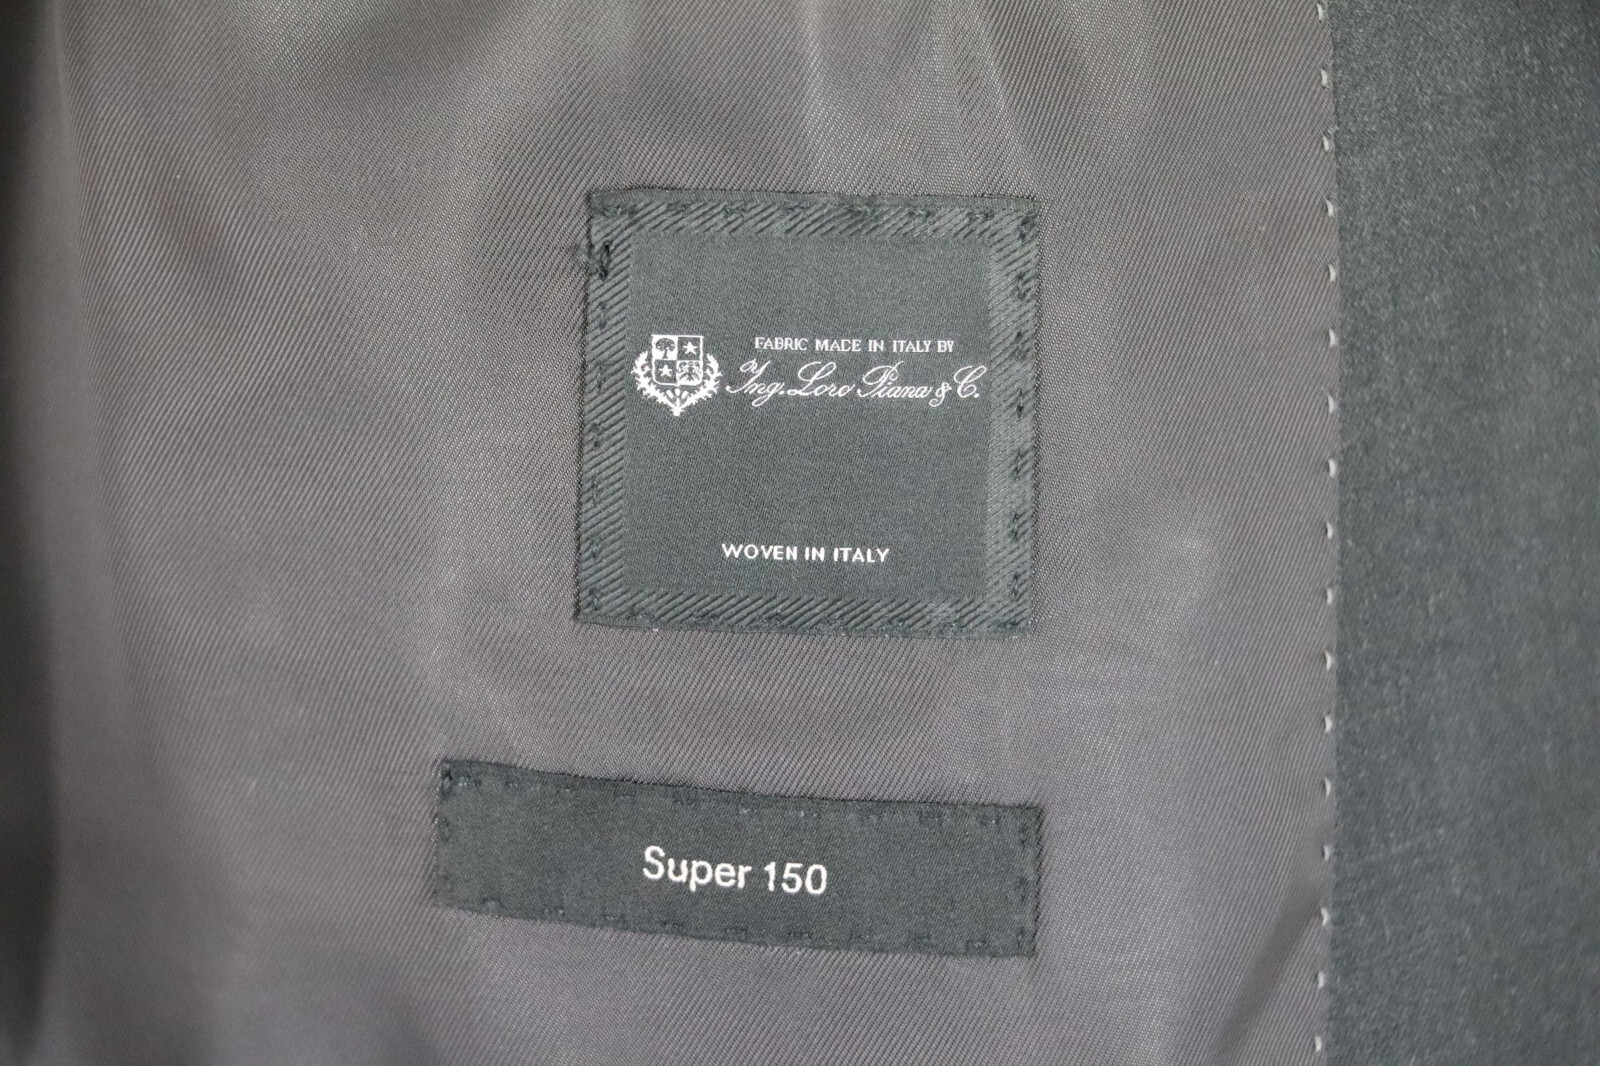 FABRIC MADE IN ITALY BY
Ing. Loro Piana & C.
WOVEN IN ITALY
Super 150